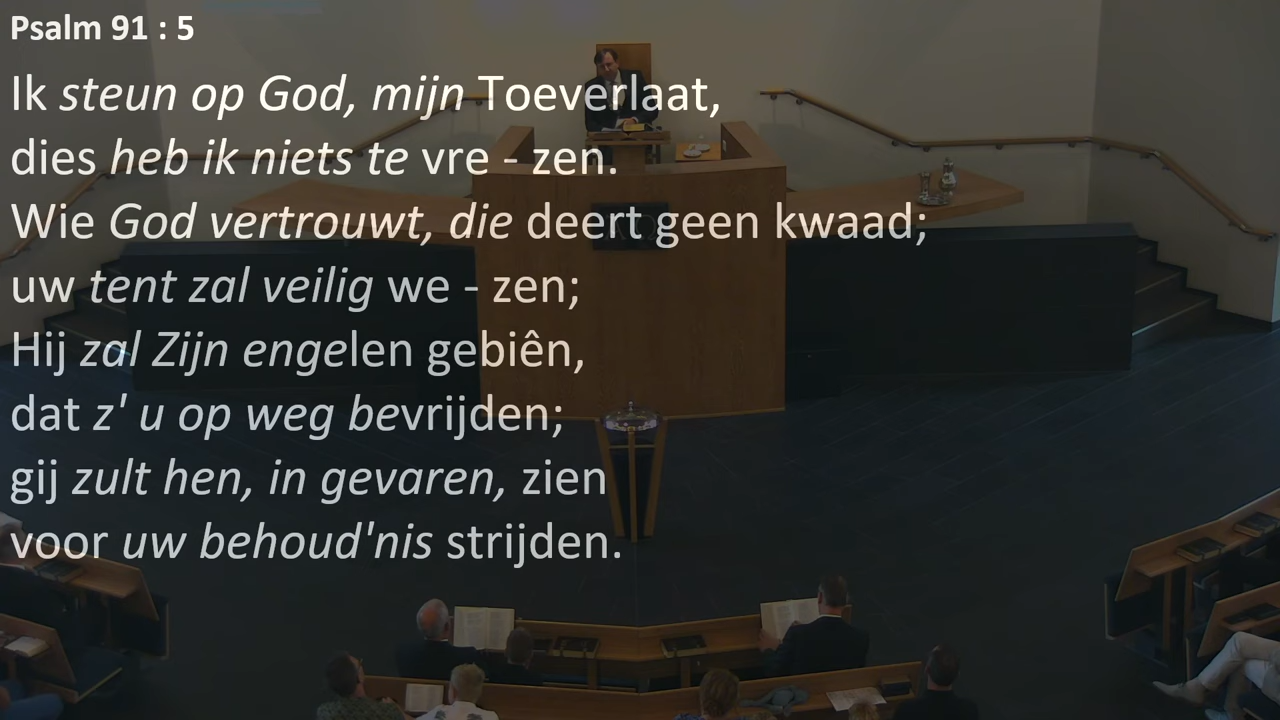 Psalm 91 : 5
Ik steun op God, mijn Toeverlaat,
dies heb ik niets te vre - zen.
Wie God vertrouwt, die deert geen kwaad;
uw tent zal veilig we - zen;
Hij zal Zijn engelen gebiên,
dat z' u op weg bevrijden;
gij zult hen, in gevaren, zien
voor uw behoud'nis strijden.